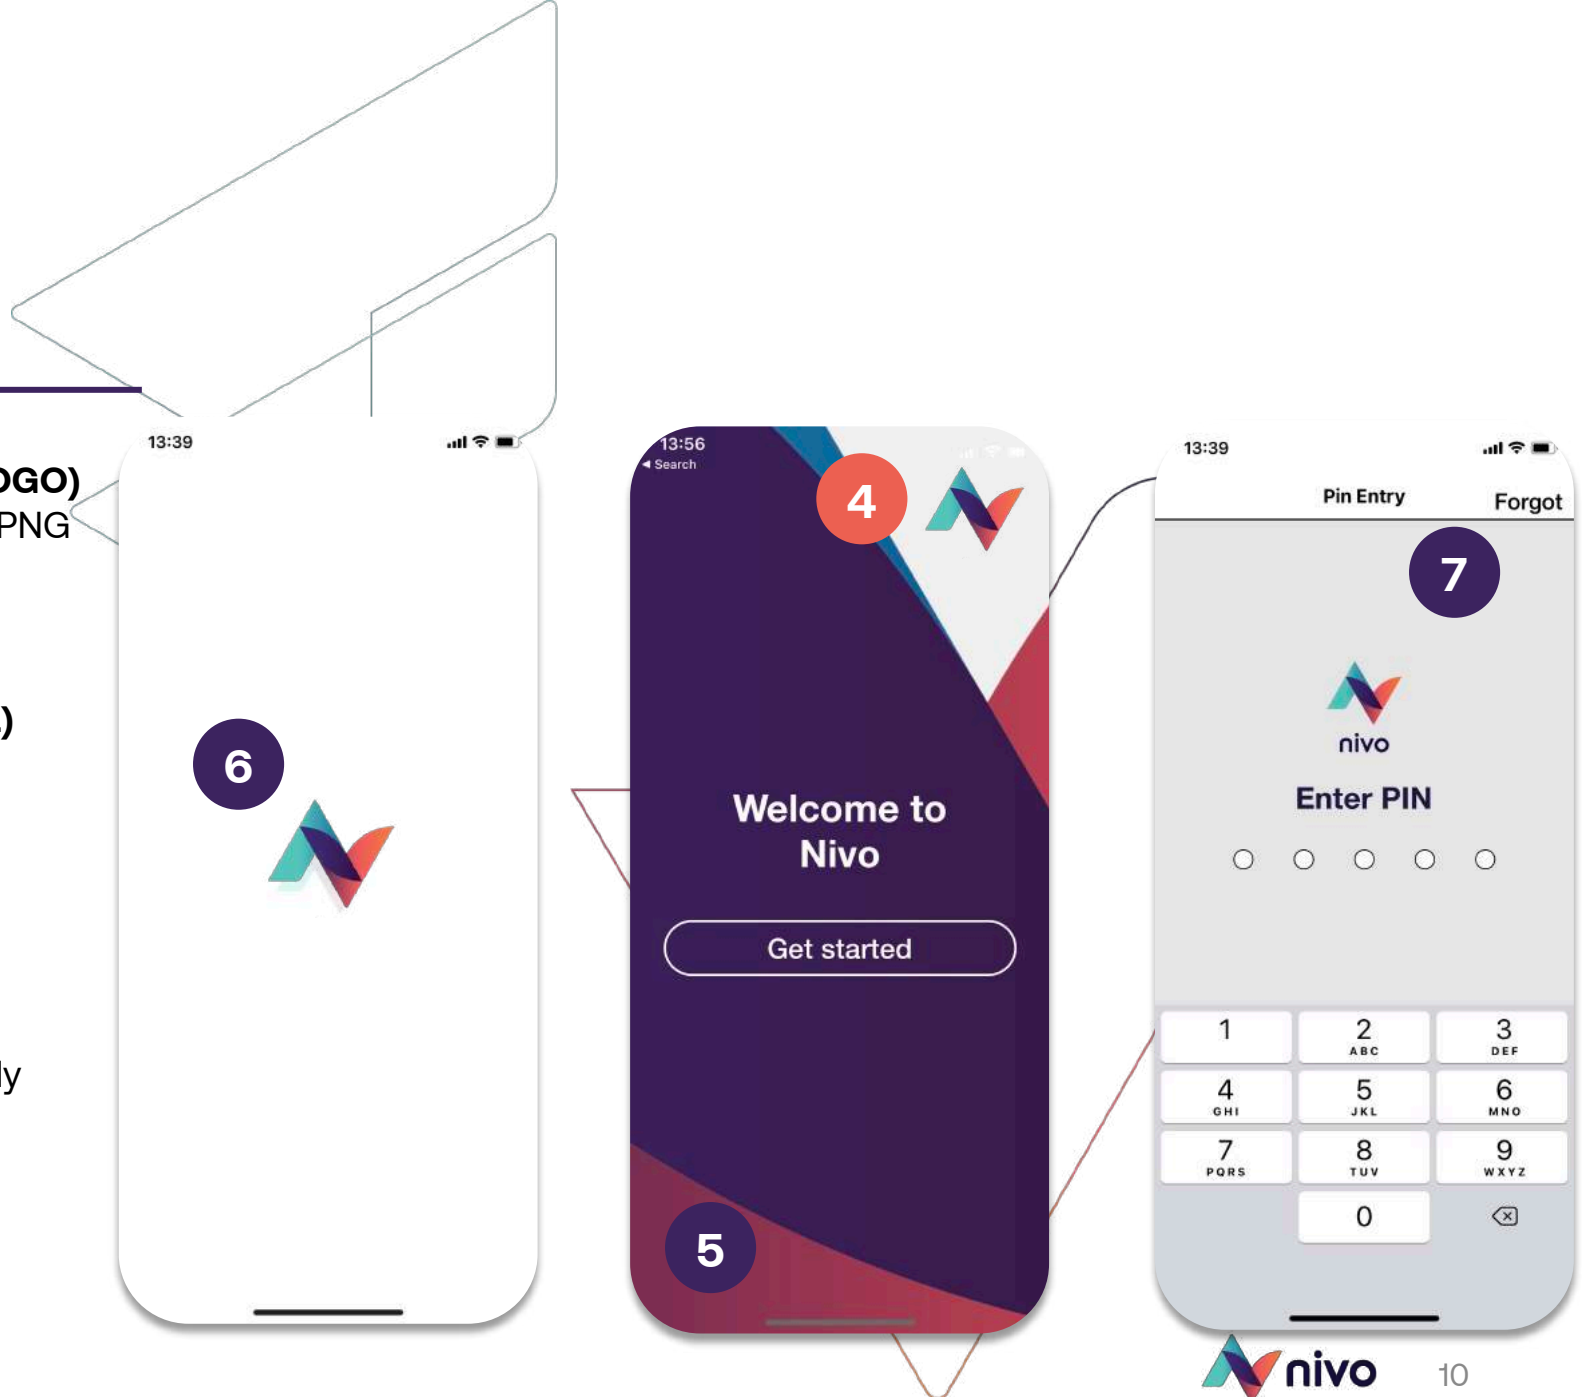 OGO)
PNG
)
ly
13:39
6
13:56
Search
4
Welcome to
Nivo
Get started
5
13:39
Pin Entry
Forgot
7
nivo
Enter PIN
1
2
ABC
3
DEF
4
GHI
5
JKL
6
MNO
7
PQRS
8
TUV
9
WXYZ
0
nivo
10